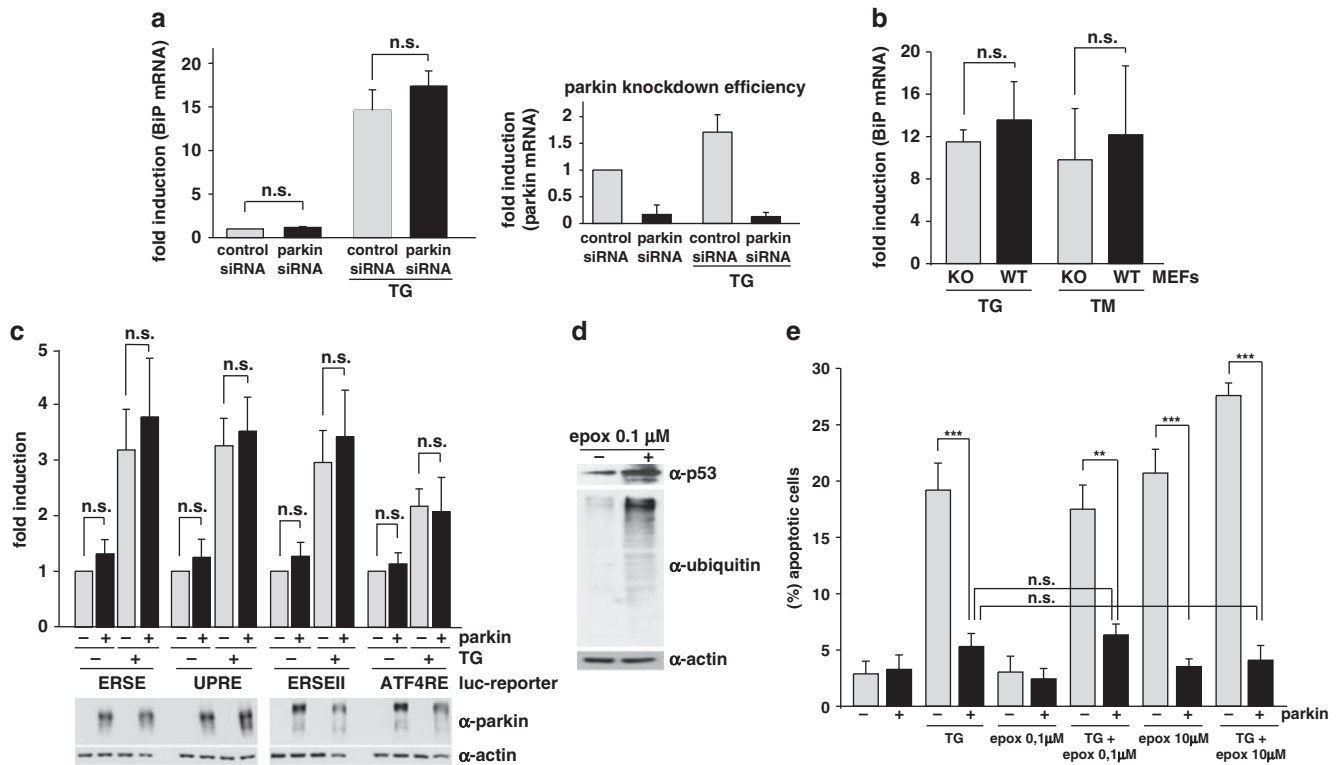 a
fold induction (BiP mRNA)
20
15
10
5
0
n.s.
n.s.
control siRNA
parkin siRNA
control siRNA
parkin siRNA
TG
parkin knockdown efficiency
fold induction
(parkin mRNA)
2
1.5
1
0.5
0
control siRNA
parkin siRNA
control siRNA
parkin siRNA
TG
b
fold induction (BiP mRNA)
20
16
12
8
4
0
n.s.
n.s.
KO WT KO WT MEFs
TG TM
c
fold induction
5
4
3
2
1
0
n.s. n.s. n.s. n.s. n.s. n.s. n.s. n.s.
– + – + – + – + – + – + – + – + parkin
– + – + – + – + TG
ERSE UPRE ERSEII ATF4RE luc-reporter
α-parkin
α-actin
d
epox 0.1 μM
– +
α-p53
α-ubiquitin
α-actin
e
(%) apoptotic cells
30
25
20
15
10
5
0
***
**
***
***
n.s.
n.s.
– + – + – + – + – + – + parkin
TG
epox 0,1μM
TG +
epox 0,1μM
epox 10μM
TG +
epox 10μM